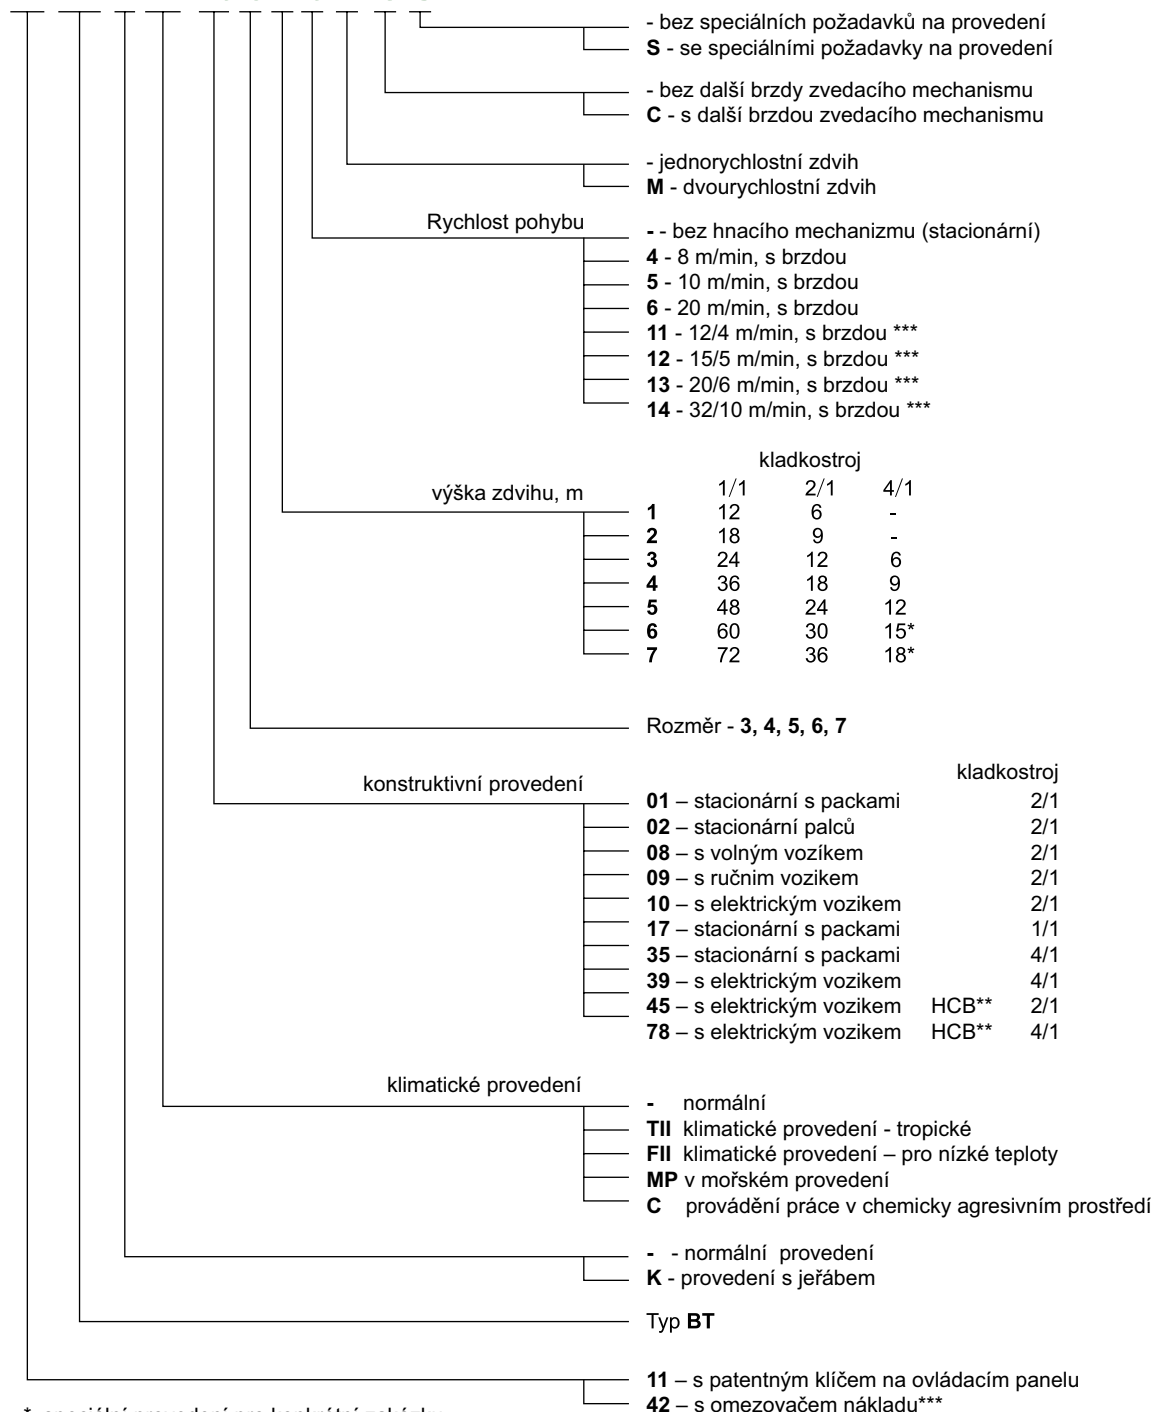 - bez speciálních požadavků na provedení
S - se speciálními požadavky na provedení
- bez další brzdy zvedacího mechanismu
C - s další brzdou zvedacího mechanismu
- jednorychlostní zdvih
M - dvourychlostní zdvih
Rychlost pohybu
- - bez hnacího mechanizmu (stacionární)
4 - 8 m/min, s brzdou
5 - 10 m/min, s brzdou
6 - 20 m/min, s brzdou
11 - 12/4 m/min, s brzdou ***
12 - 15/5 m/min, s brzdou ***
13 - 20/6 m/min, s brzdou ***
14 - 32/10 m/min, s brzdou ***
kladkostroj
výška zdvihu, m 1/1 2/1 4/1
1 12 6 -
2 18 9 -
3 24 12 6
4 36 18 9
5 48 24 12
6 60 30 15*
7 72 36 18*
Rozměr - 3, 4, 5, 6, 7
konstruktivní provedení kladkostroj
01 – stacionární s packami 2/1
02 – stacionární palců 2/1
08 – s volným vozíkem 2/1
09 – s ručnim vozikem 2/1
10 – s elektrickým vozikem 2/1
17 – stacionární s packami 1/1
35 – stacionární s packami 4/1
39 – s elektrickým vozikem 4/1
45 – s elektrickým vozikem HCB** 2/1
78 – s elektrickým vozikem HCB** 4/1
klimatické provedení
- normální
TII klimatické provedení - tropické
FII klimatické provedení – pro nízké teploty
MP v mořském provedení
C provádění práce v chemicky agresivním prostředí
- - normální provedení
K - provedení s jeřábem
Typ BT
11 – s patentným klíčem na ovládacím panelu
42 – s omezovačem nákladu***